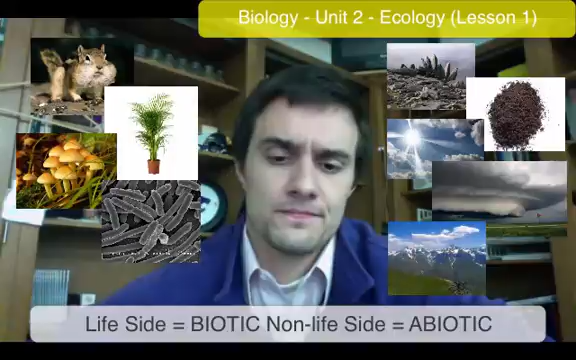 Biology - Unit 2 - Ecology (Lesson 1)
Life Side = BIOTIC Non-life Side = ABIOTIC